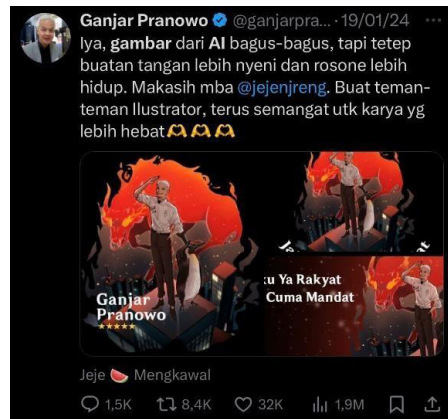 Ganjar Pranowo @ganjarpra... · 19/01/24 ...
Iya, gambar dari AI bagus-bagus, tapi tetep
buatan tangan lebih nyeni dan rosone lebih
hidup. Makasih mba @jejenjreng. Buat teman-
teman Ilustrator, terus semangat utk karya yg
lebih hebat🫶🫶🫶
Ganjar
Pranowo
★★★★★
ku Ya Rakyat
Cuma Mandat
Jeje 🍉 Mengkawal
1,5K 8,4K 32K 1,9M